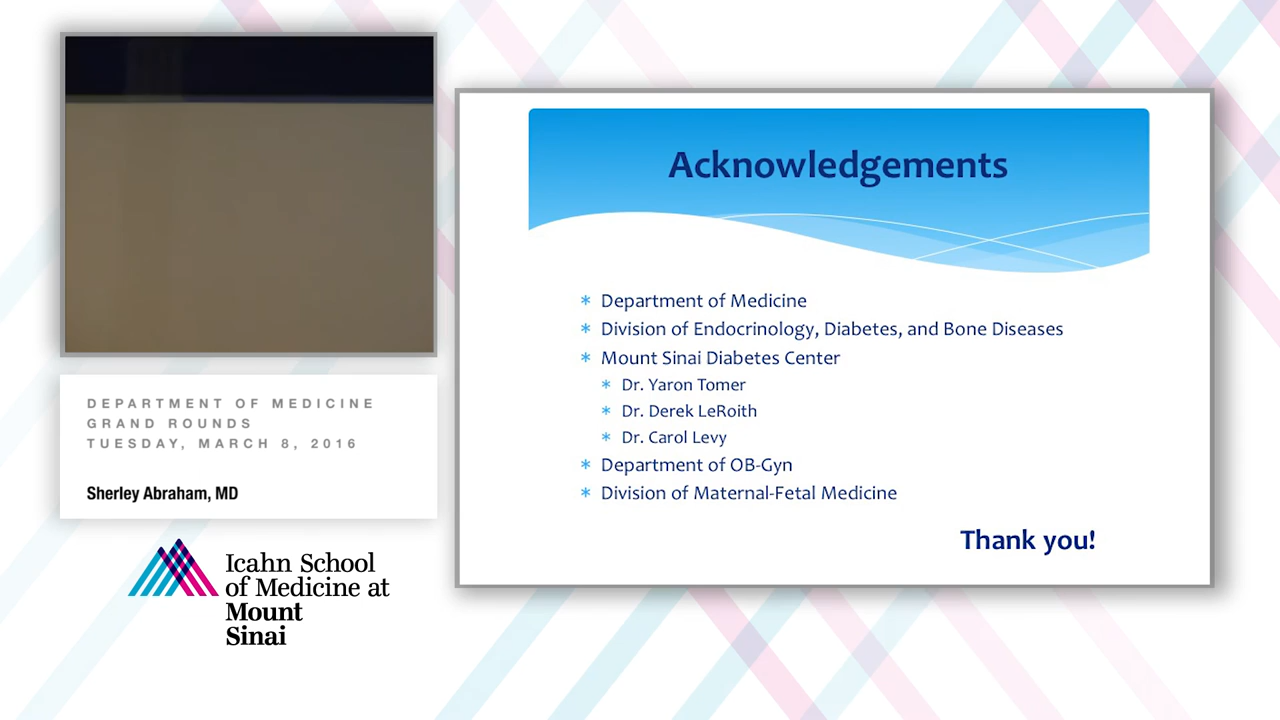 DEPARTMENT OF MEDICINE
GRAND ROUNDS
TUESDAY, MARCH 8, 2016
Sherley Abraham, MD
Icahn School
of Medicine at
Mount
Sinai
Acknowledgements
* Department of Medicine
* Division of Endocrinology, Diabetes, and Bone Diseases
* Mount Sinai Diabetes Center
* Dr. Yaron Tomer
* Dr. Derek LeRoith
* Dr. Carol Levy
* Department of OB-Gyn
* Division of Maternal-Fetal Medicine
Thank you!